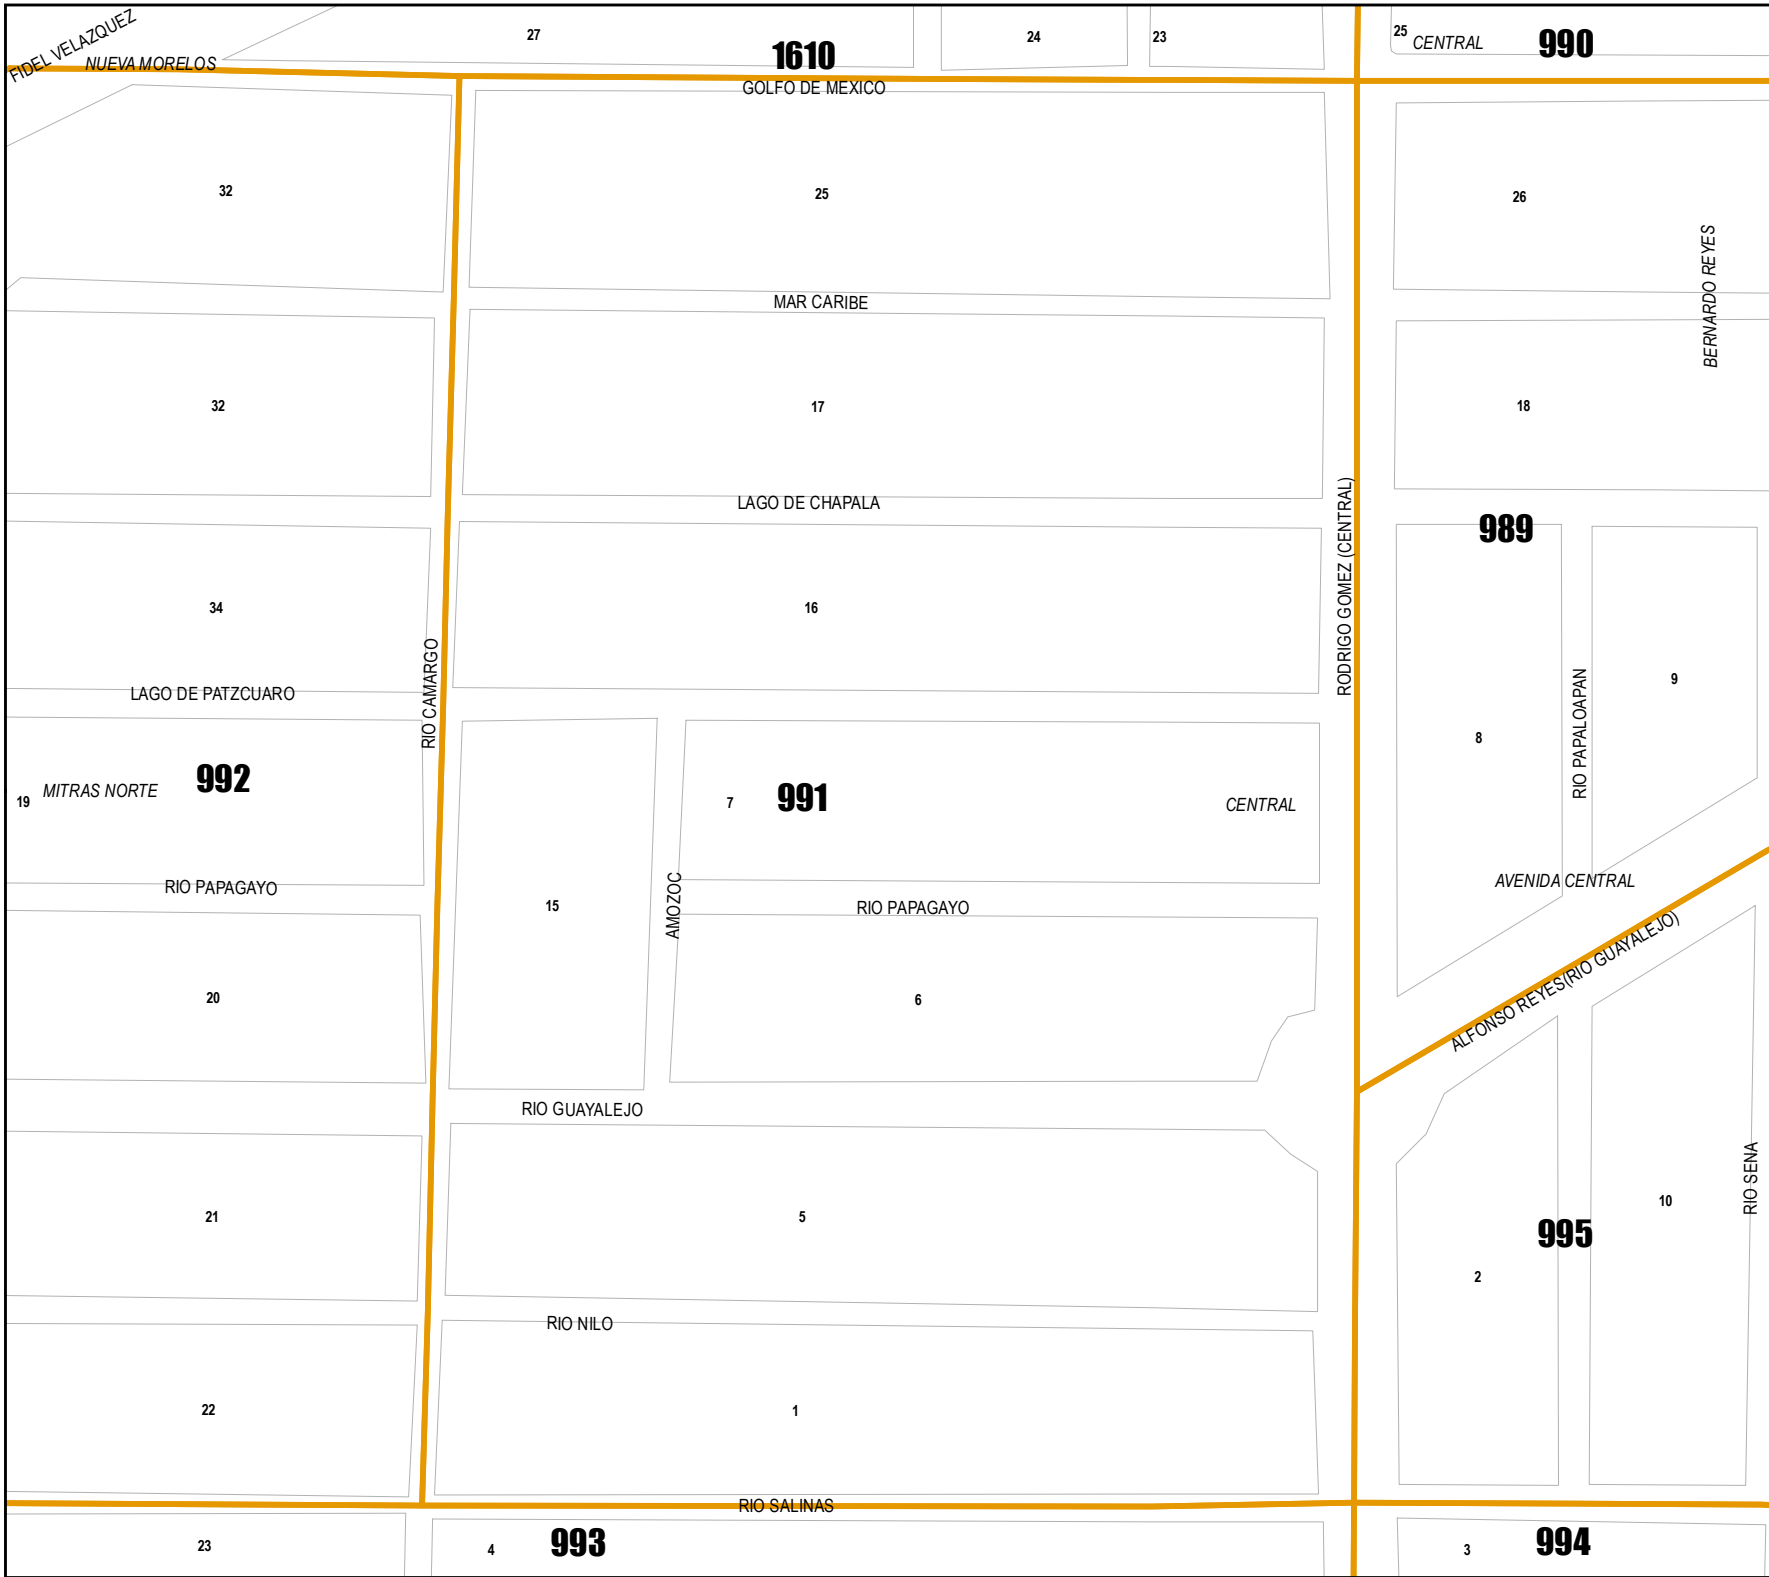 FIDEL VELAZQUEZ
NUEVA MORELOS
27
1610
24
23
25
CENTRAL
990
GOLFO DE MEXICO
32
25
26
BERNARDO REYES
MAR CARIBE
32
17
18
LAGO DE CHAPALA
RODRIGO GOMEZ (CENTRAL)
989
34
16
RIO CAMARGO
LAGO DE PATZCUARO
RIO PAPALOAPAN
9
8
19
MITRAS NORTE
992
7
991
CENTRAL
RIO PAPAGAYO
15
AMOZOC
RIO PAPAGAYO
AVENIDA CENTRAL
ALFONSO REYES(RIO GUAYALEJO)
20
6
RIO GUAYALEJO
21
5
995
10
RIO SENA
2
RIO NILO
22
1
RIO SALINAS
23
4
993
3
994